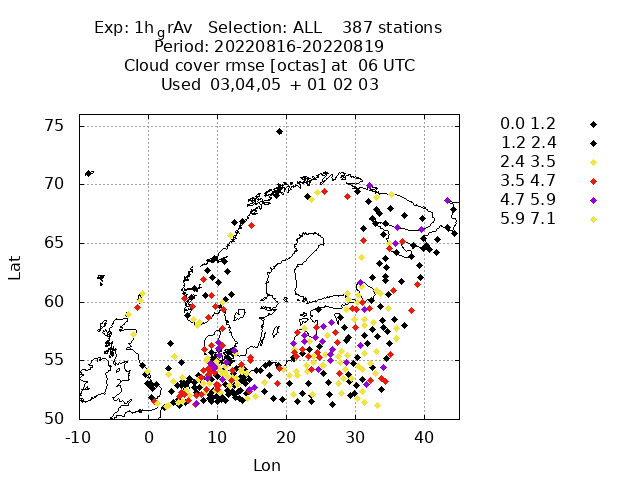 Exp: 1h grAv   Selection: ALL    387 stations
Period: 20220816-20220819
Cloud cover rmse [octas] at  06 UTC
Used  03,04,05  + 01 02 03
0.0 1.2
1.2 2.4
2.4 3.5
3.5 4.7
4.7 5.9
5.9 7.1
75
70
65
60
55
50
Lat
-10 0 10 20 30 40
Lon